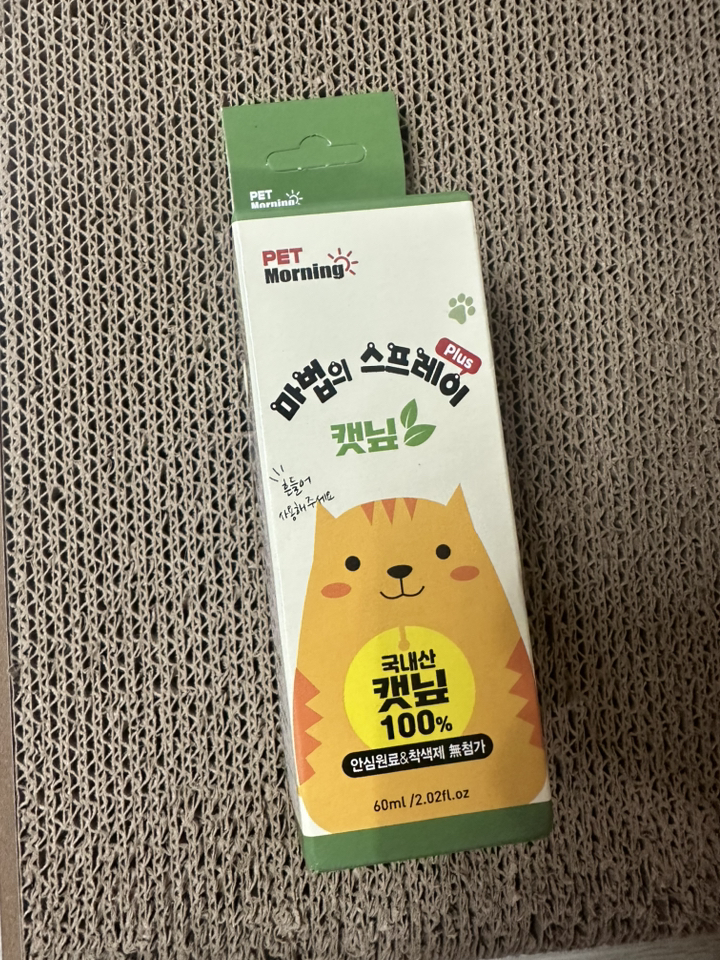 PET
Morning
PET
Morning
Plus
마법의 스프레이
캣닢
흔들어
사용해주세요
국내산
캣닢
100%
안심원료&착색제 無첨가
60ml /2.02fl.oz